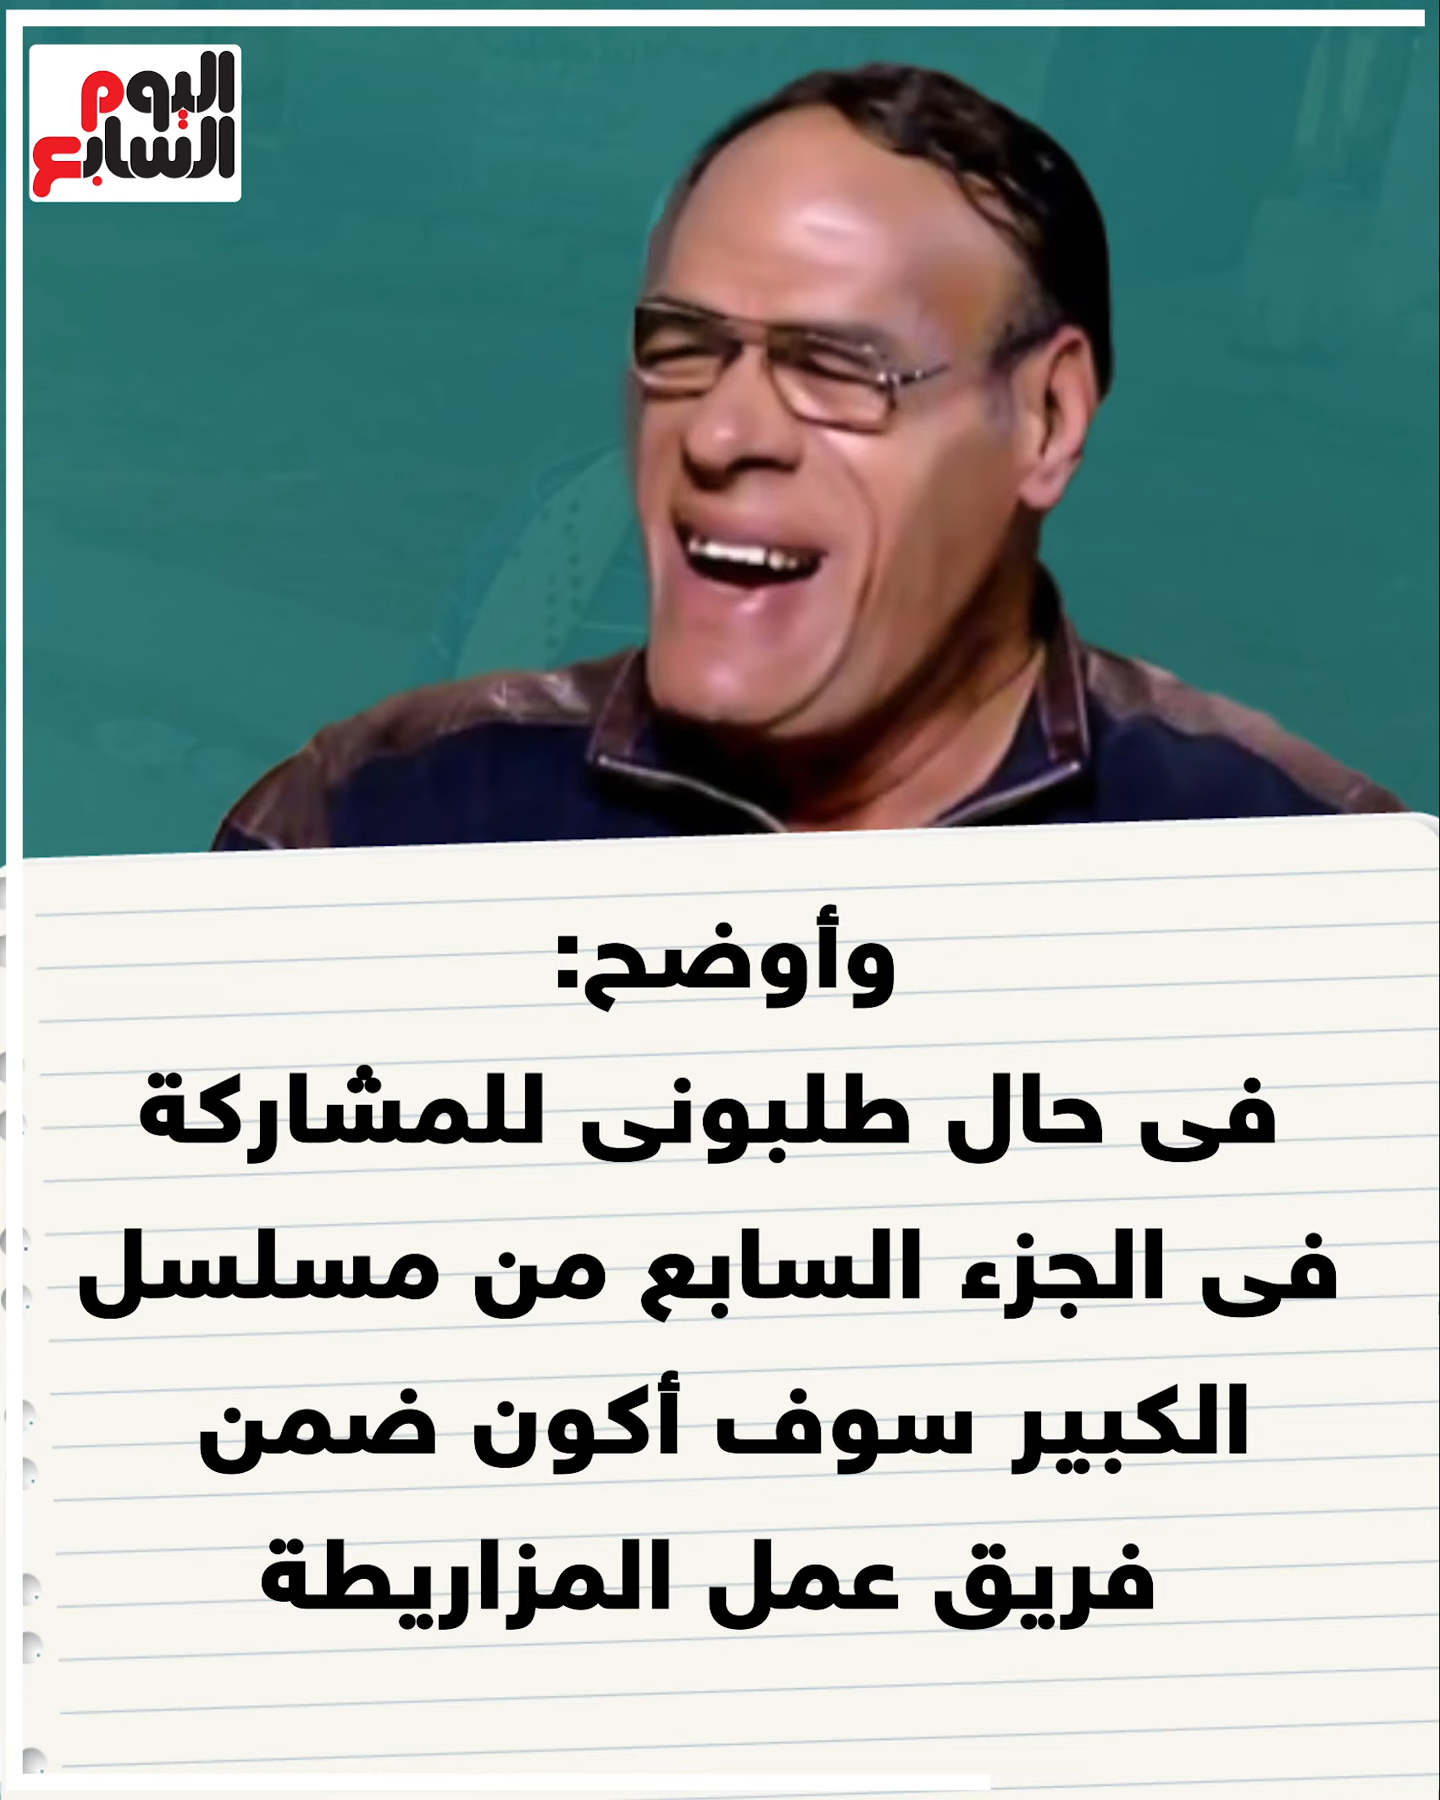 اليوم
السابع
وأوضح:
فى حال طلبونى للمشاركة
فى الجزء السابع من مسلسل
الكبير سوف أكون ضمن
فريق عمل المزاريطة